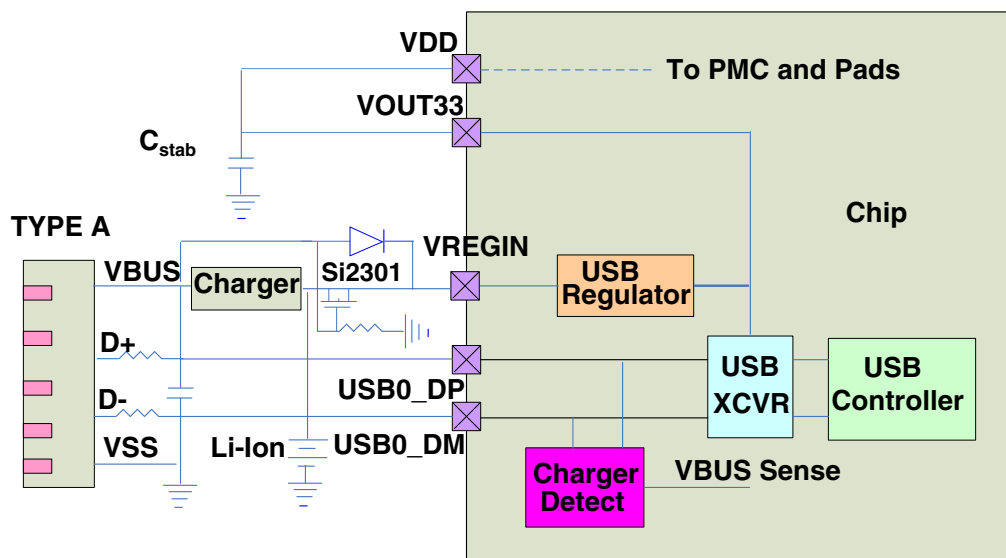 VDD
To PMC and Pads
VOUT33
C stab
Chip
TYPE A
VREGIN
VBUS
Charger
Si2301
USB
Regulator
D+
USB0_DP
USB
XCVR
USB
Controller
D-
VSS
Li-Ion
USB0_DM
Charger
Detect
VBUS Sense